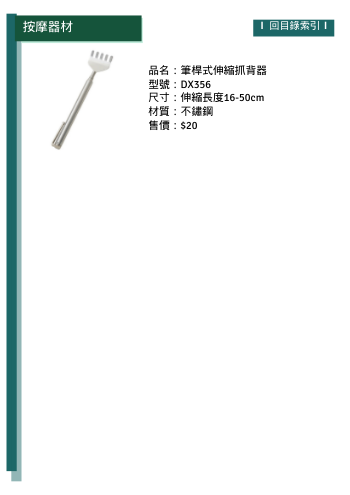 按摩器材
I 回目錄索引 I
品名：筆桿式伸縮抓背器
型號：DX356
尺寸：伸縮長度16-50cm
材質：不鏽鋼
售價：$20